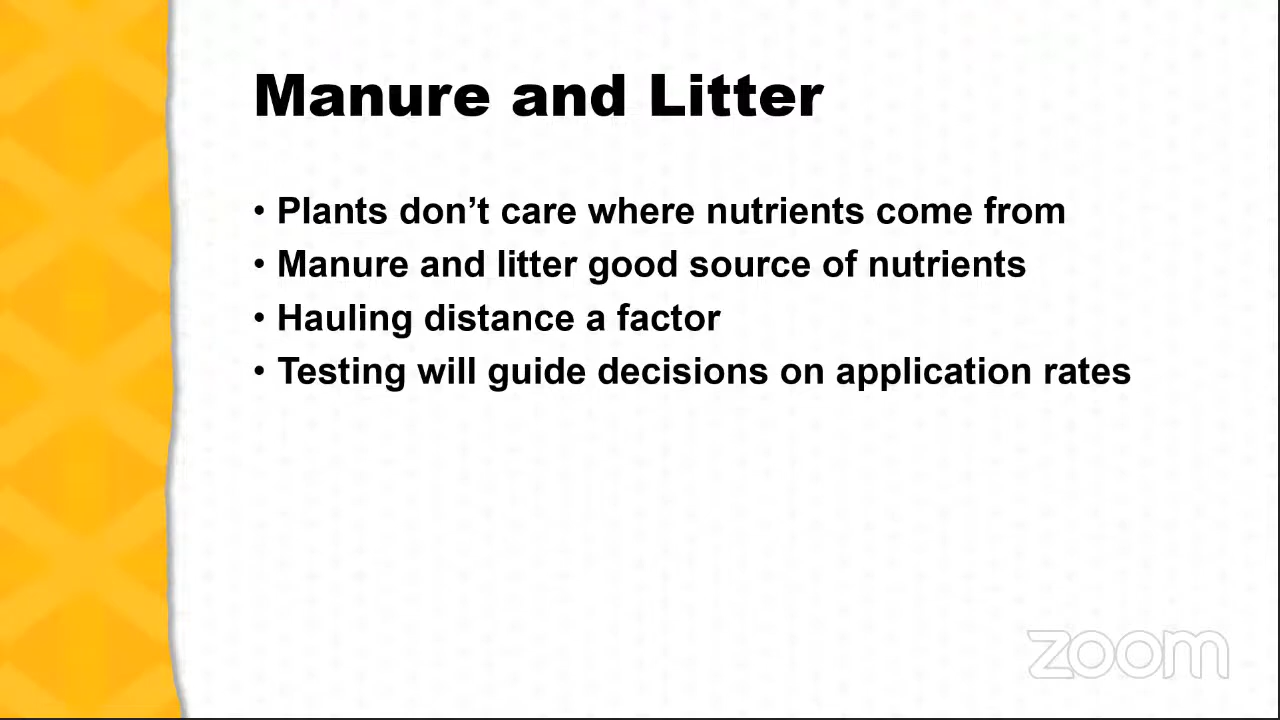 Manure and Litter
• Plants don’t care where nutrients come from
• Manure and litter good source of nutrients
• Hauling distance a factor
• Testing will guide decisions on application rates
zoom